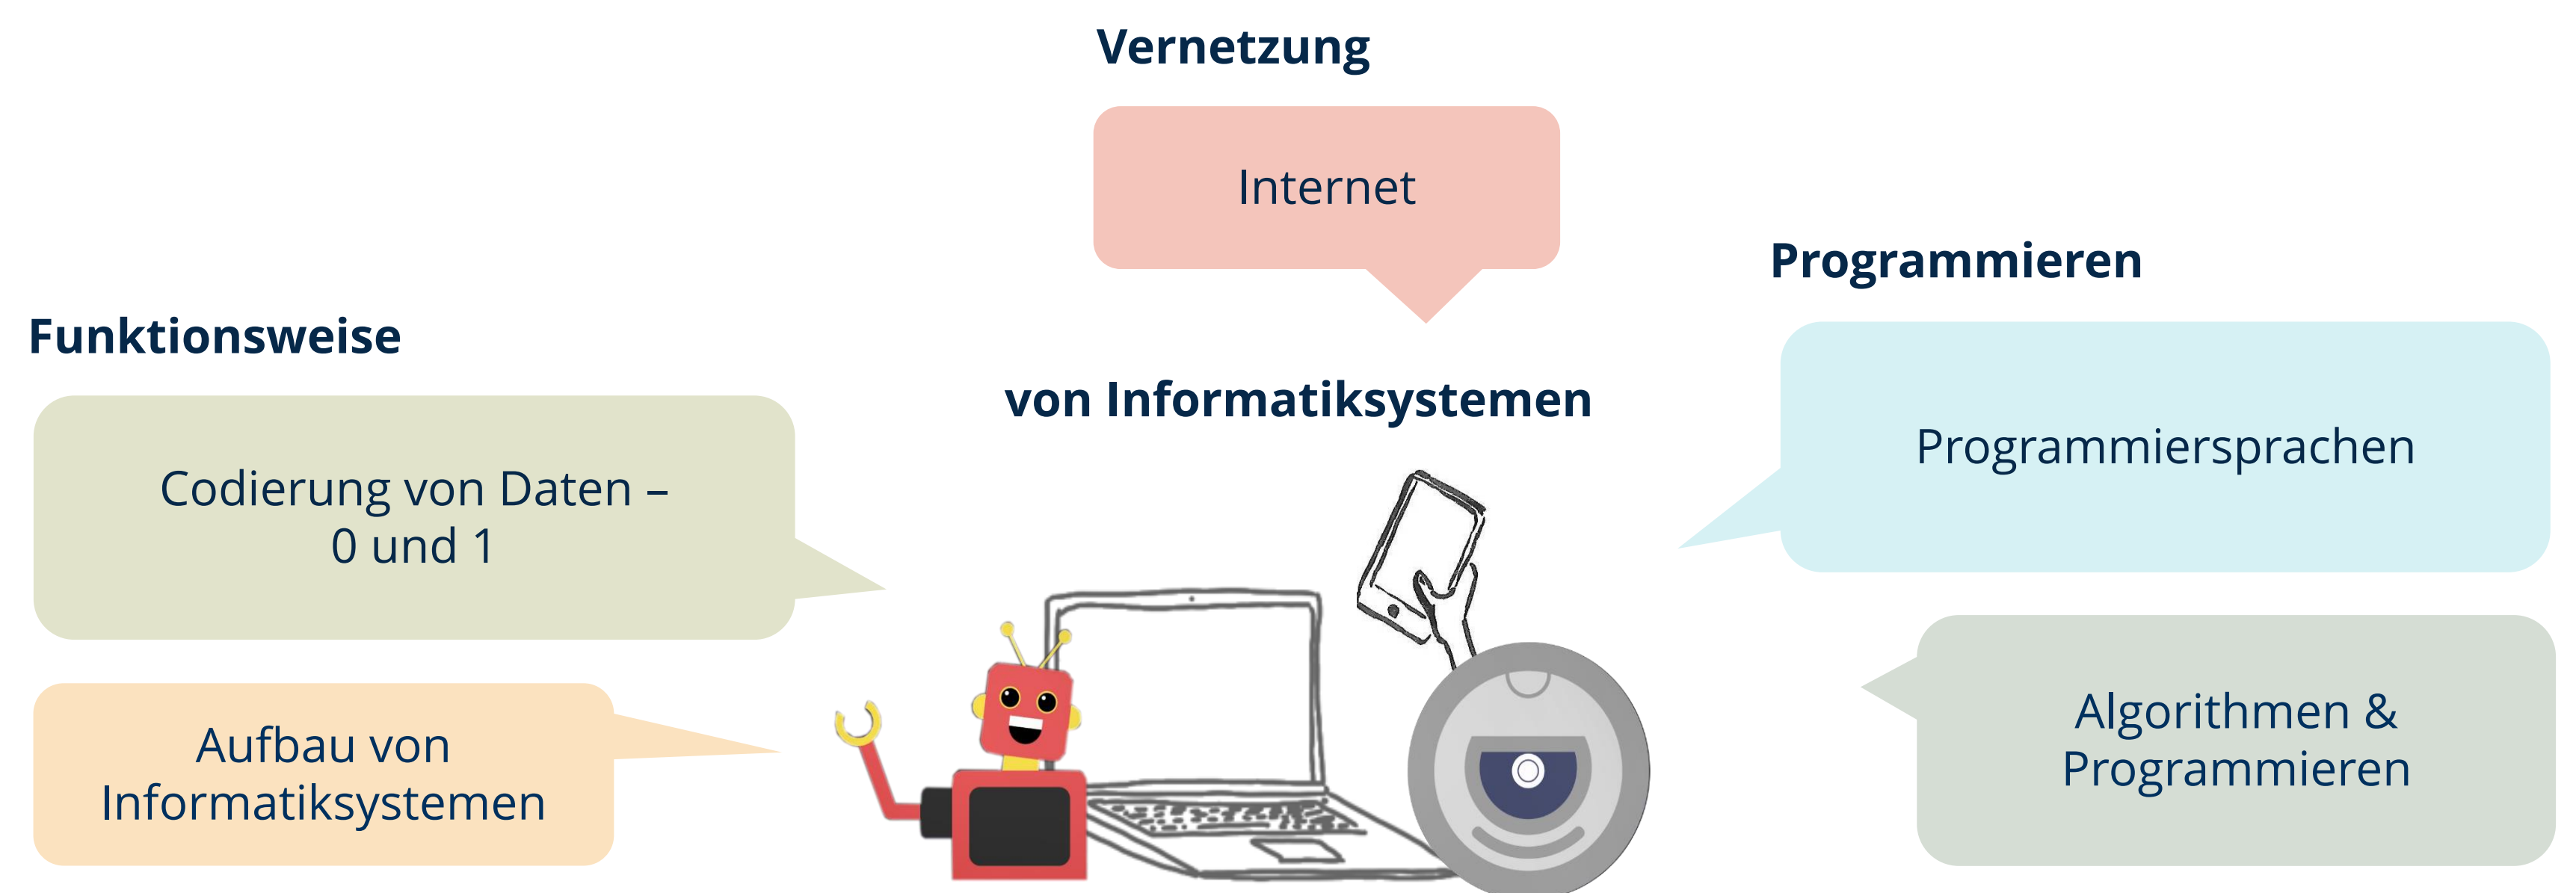 Vernetzung
Internet
Funktionsweise
Codierung von Daten –
0 und 1
Aufbau von
Informatiksystemen
von Informatiksystemen
Programmieren
Programmiersprachen
Algorithmen &
Programmieren